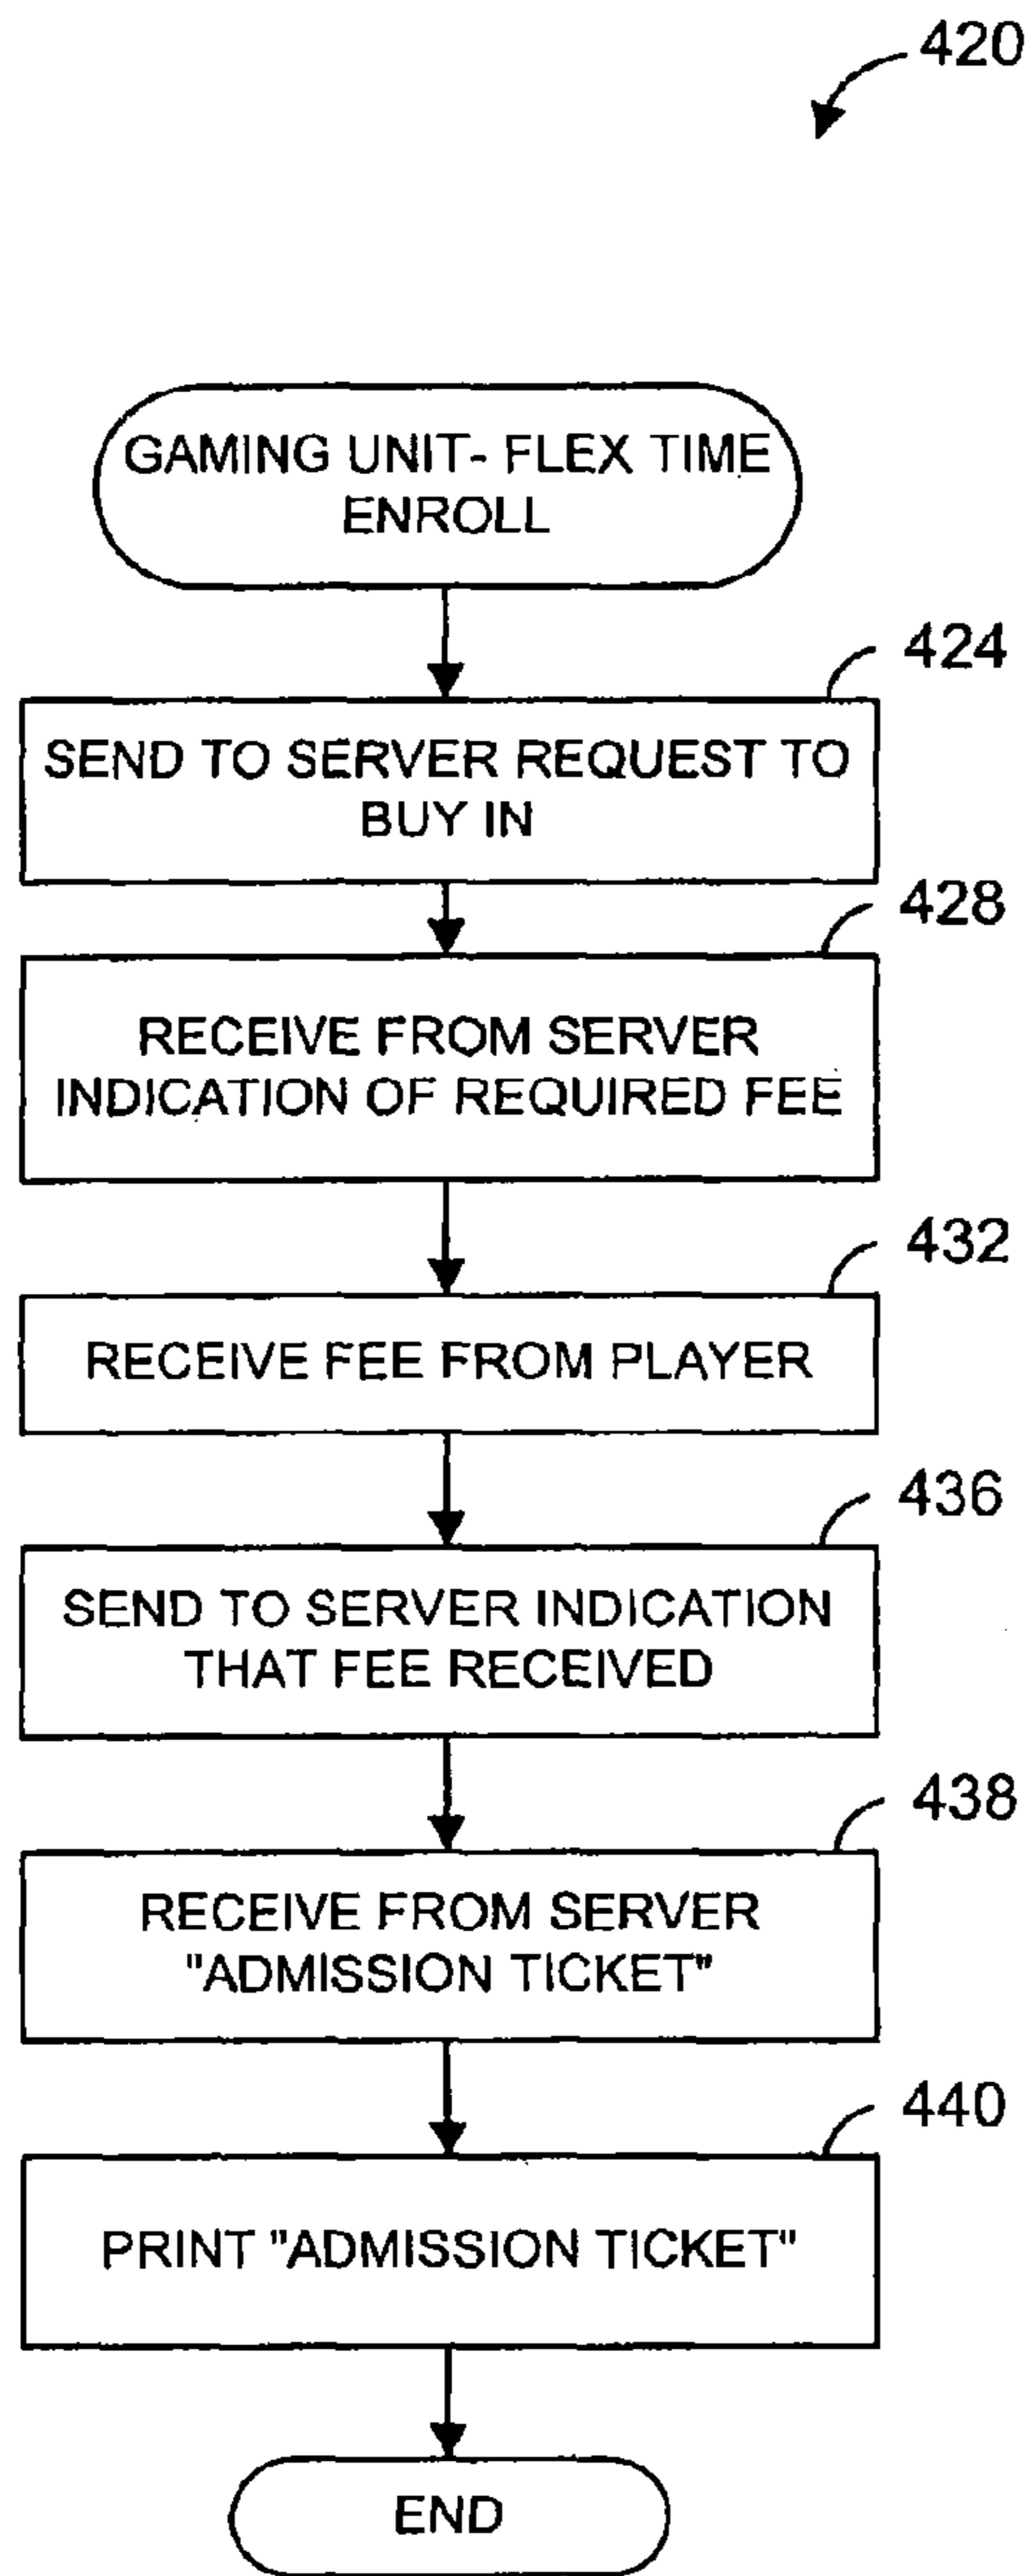 420
GAMING UNIT- FLEX TIME
ENROLL
424
SEND TO SERVER REQUEST TO
BUY IN
428
RECEIVE FROM SERVER
INDICATION OF REQUIRED FEE
432
RECEIVE FEE FROM PLAYER
436
SEND TO SERVER INDICATION
THAT FEE RECEIVED
438
RECEIVE FROM SERVER
"ADMISSION TICKET"
440
PRINT "ADMISSION TICKET"
END